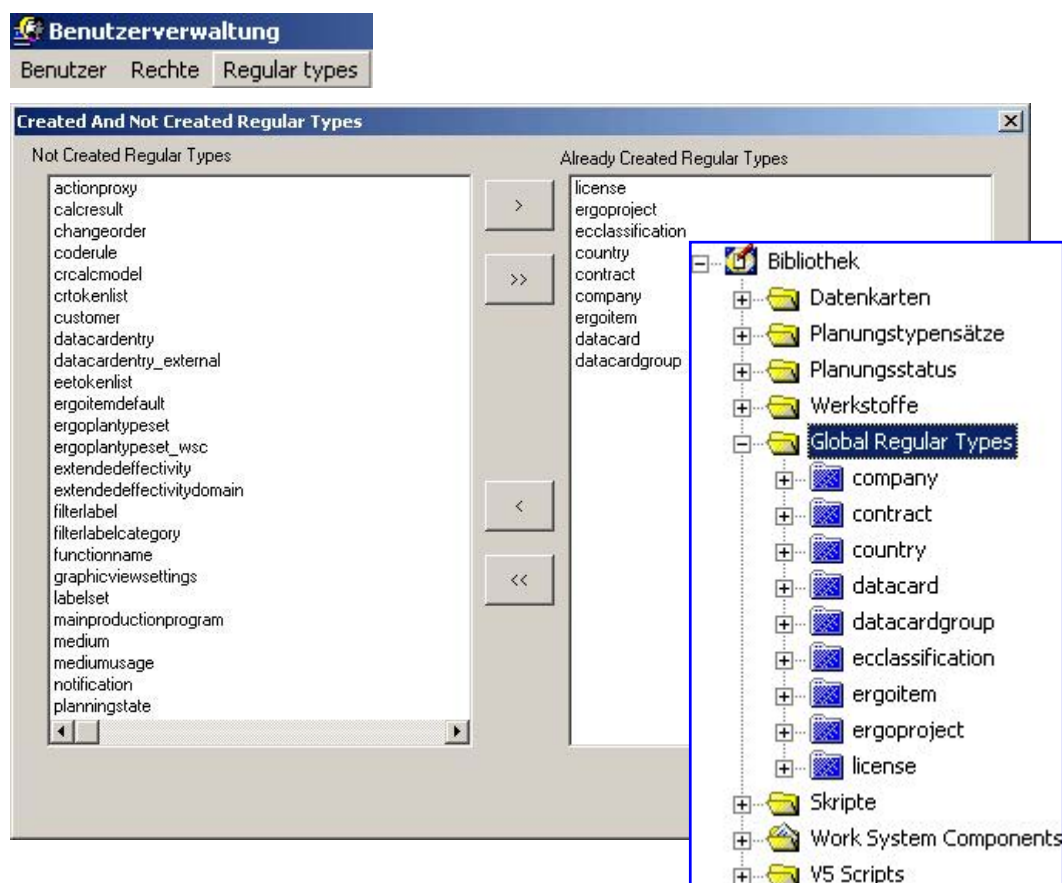 Benutzerverwaltung
Benutzer Rechte Regular types
Created And Not Created Regular Types
Not Created Regular Types
actionproxy
calcresult
changeorder
coderule
crcalcmodel
crtokenlist
customer
datacardentry
datacardentry_external
eetokenlist
ergoitemdefault
ergoplantypeset
ergoplantypeset_wsc
extendedeffectivity
extendedeffectivitydomain
filterlabel
filterlabelcategory
functionname
graphicviewsettings
labelset
mainproductionprogram
medium
mediumusage
notification
planningstate
>
>>
<
<<
Already Created Regular Types
license
ergoproject
ecclassification
country
contract
company
ergoitem
datacard
datacardgroup
Bibliothek
Datenkarten
Planungstypensätze
Planungsstatus
Werkstoffe
Global Regular Types
company
contract
country
datacard
datacardgroup
ecclassification
ergoitem
ergoproject
license
Skripte
Work System Components
V5 Scripts